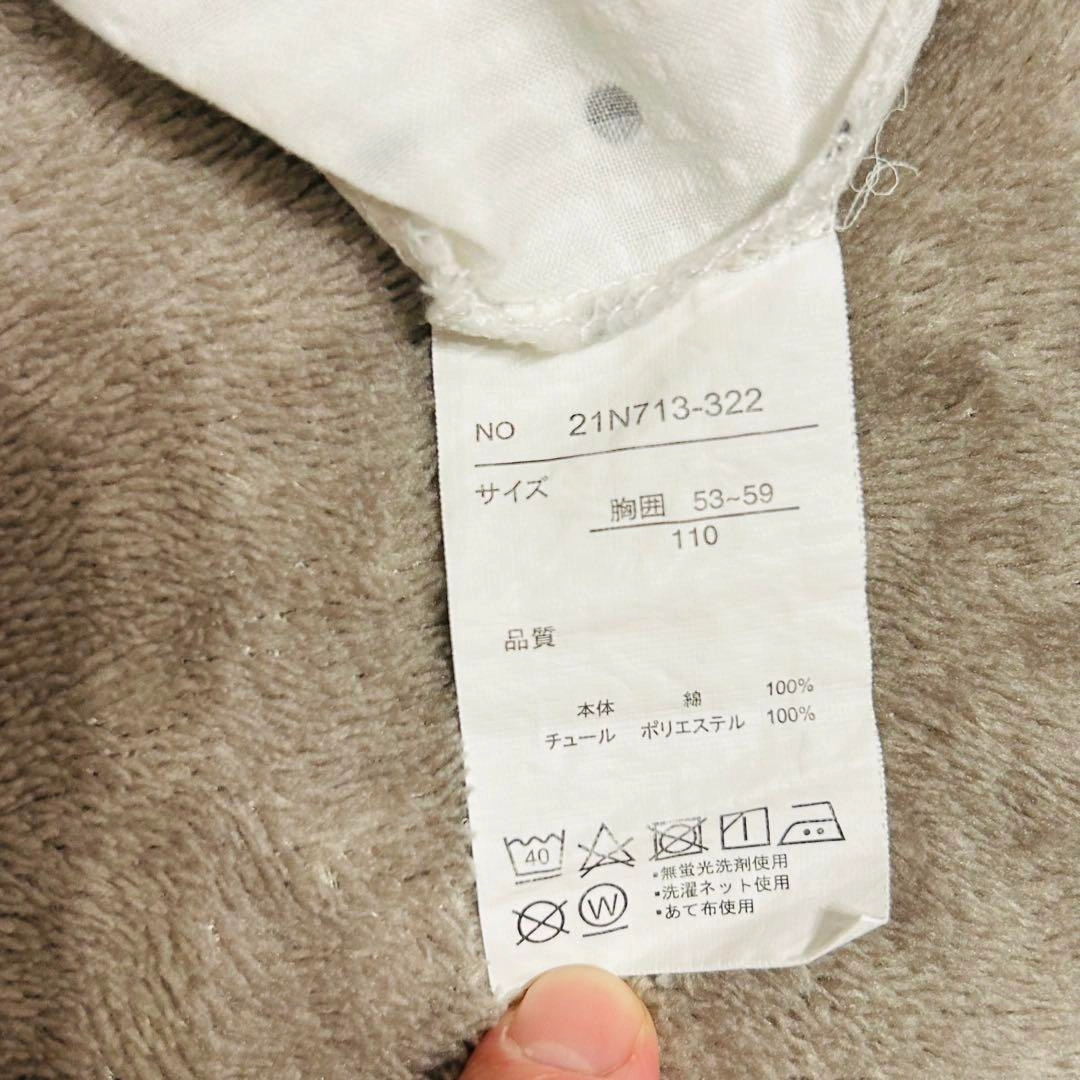 NO 21N713-322
サイズ
胸囲 53~59
110
品質
本体 綿 100%
チュール ポリエステル 100%
40
W
・無蛍光洗剤使用
・洗濯ネット使用
・あて布使用